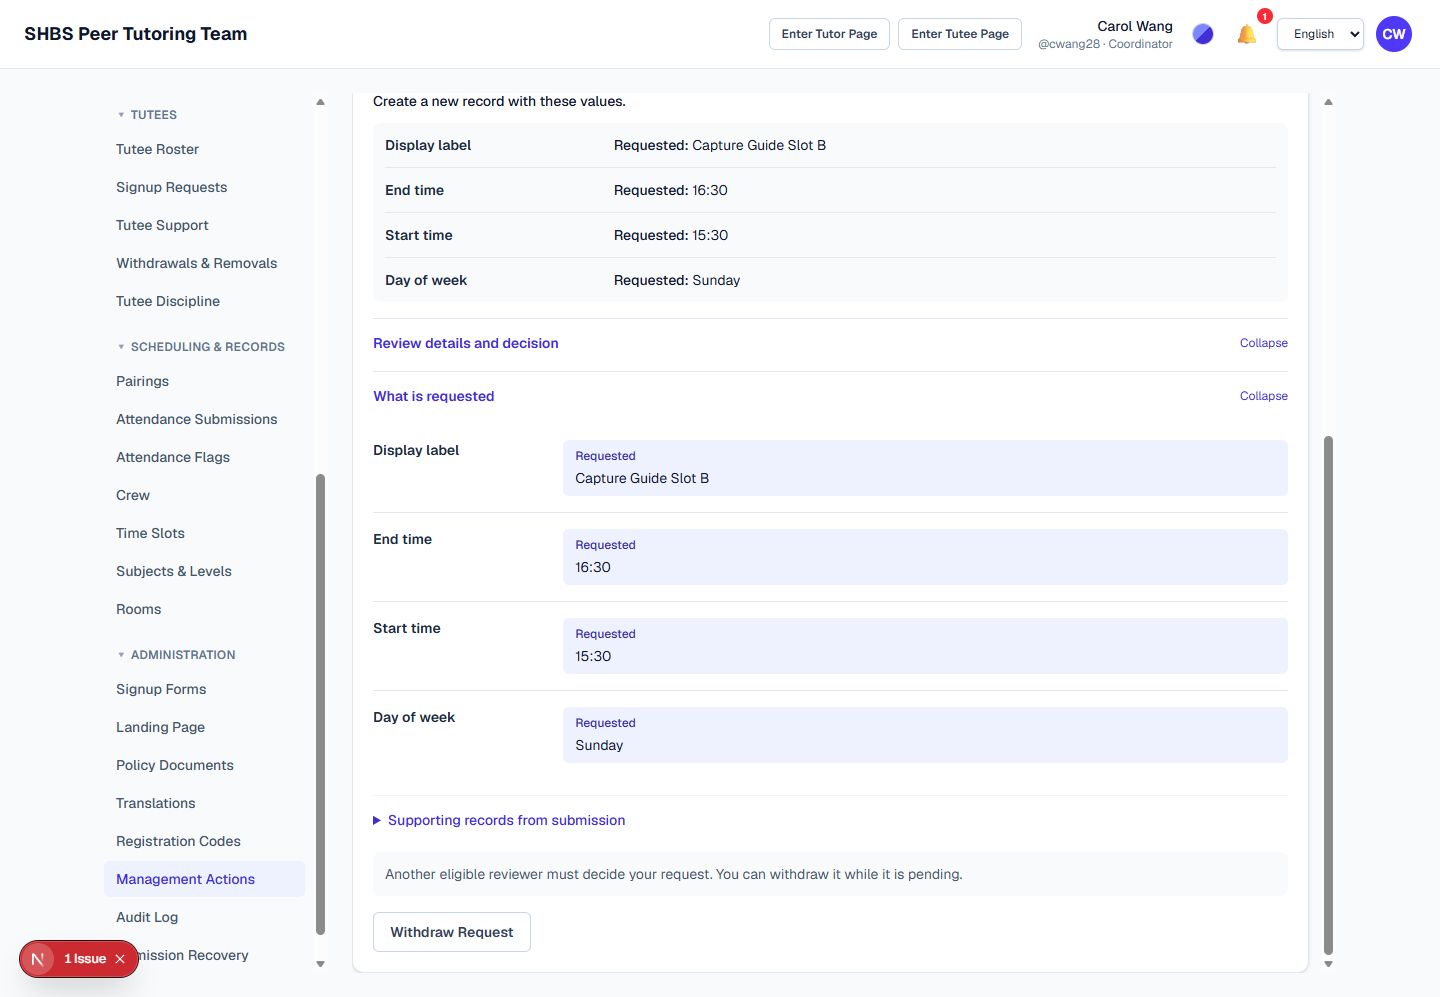 SHBS Peer Tutoring Team
Enter Tutor Page
Enter Tutee Page
Carol Wang
@cwang28 · Coordinator
1
English
CW
TUTEES
Tutee Roster
Signup Requests
Tutee Support
Withdrawals & Removals
Tutee Discipline
SCHEDULING & RECORDS
Pairings
Attendance Submissions
Attendance Flags
Crew
Time Slots
Subjects & Levels
Rooms
ADMINISTRATION
Signup Forms
Landing Page
Policy Documents
Translations
Registration Codes
Management Actions
Audit Log
mission Recovery
N 1 Issue
Create a new record with these values.
Display label Requested: Capture Guide Slot B
End time Requested: 16:30
Start time Requested: 15:30
Day of week Requested: Sunday
Review details and decision Collapse
What is requested Collapse
Display label
Requested
Capture Guide Slot B
End time
Requested
16:30
Start time
Requested
15:30
Day of week
Requested
Sunday
Supporting records from submission
Another eligible reviewer must decide your request. You can withdraw it while it is pending.
Withdraw Request